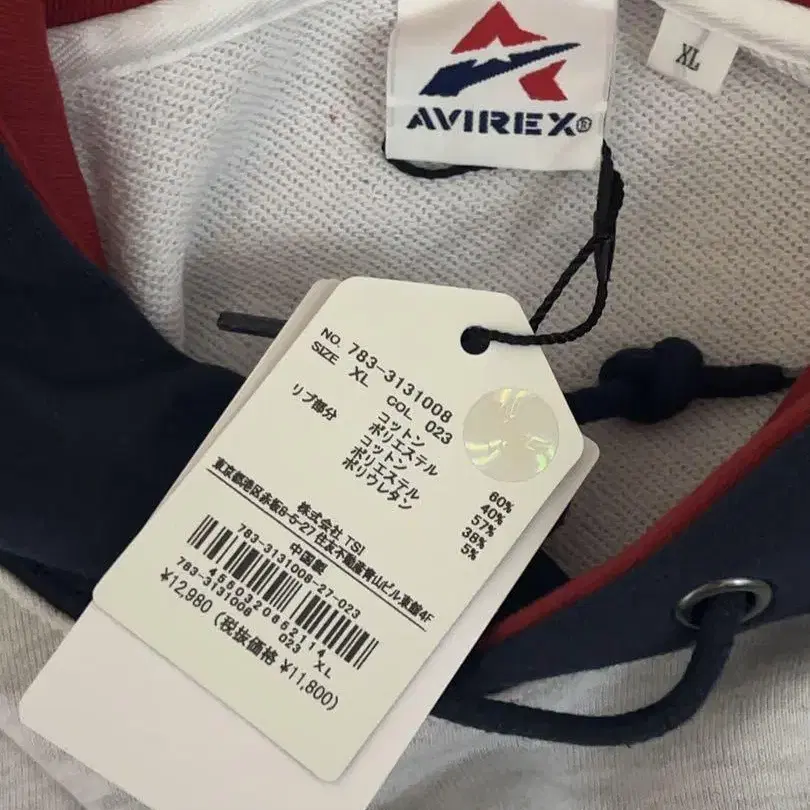 AVIREX®
XL
NO. 783-3131008
SIZE XL COL. 023
リブ部分
コットン 60%
ポリエステル 40%
コットン 57%
ポリエステル 38%
ポリウレタン 5%
株式会社 TSI
東京都港区赤坂8-5-27住友不動産青山ビル東館4F
中国製
783-3131008-27-023
4550320652114
783-3131008 023 XL
¥12,980 (税抜価格 ¥11,800)